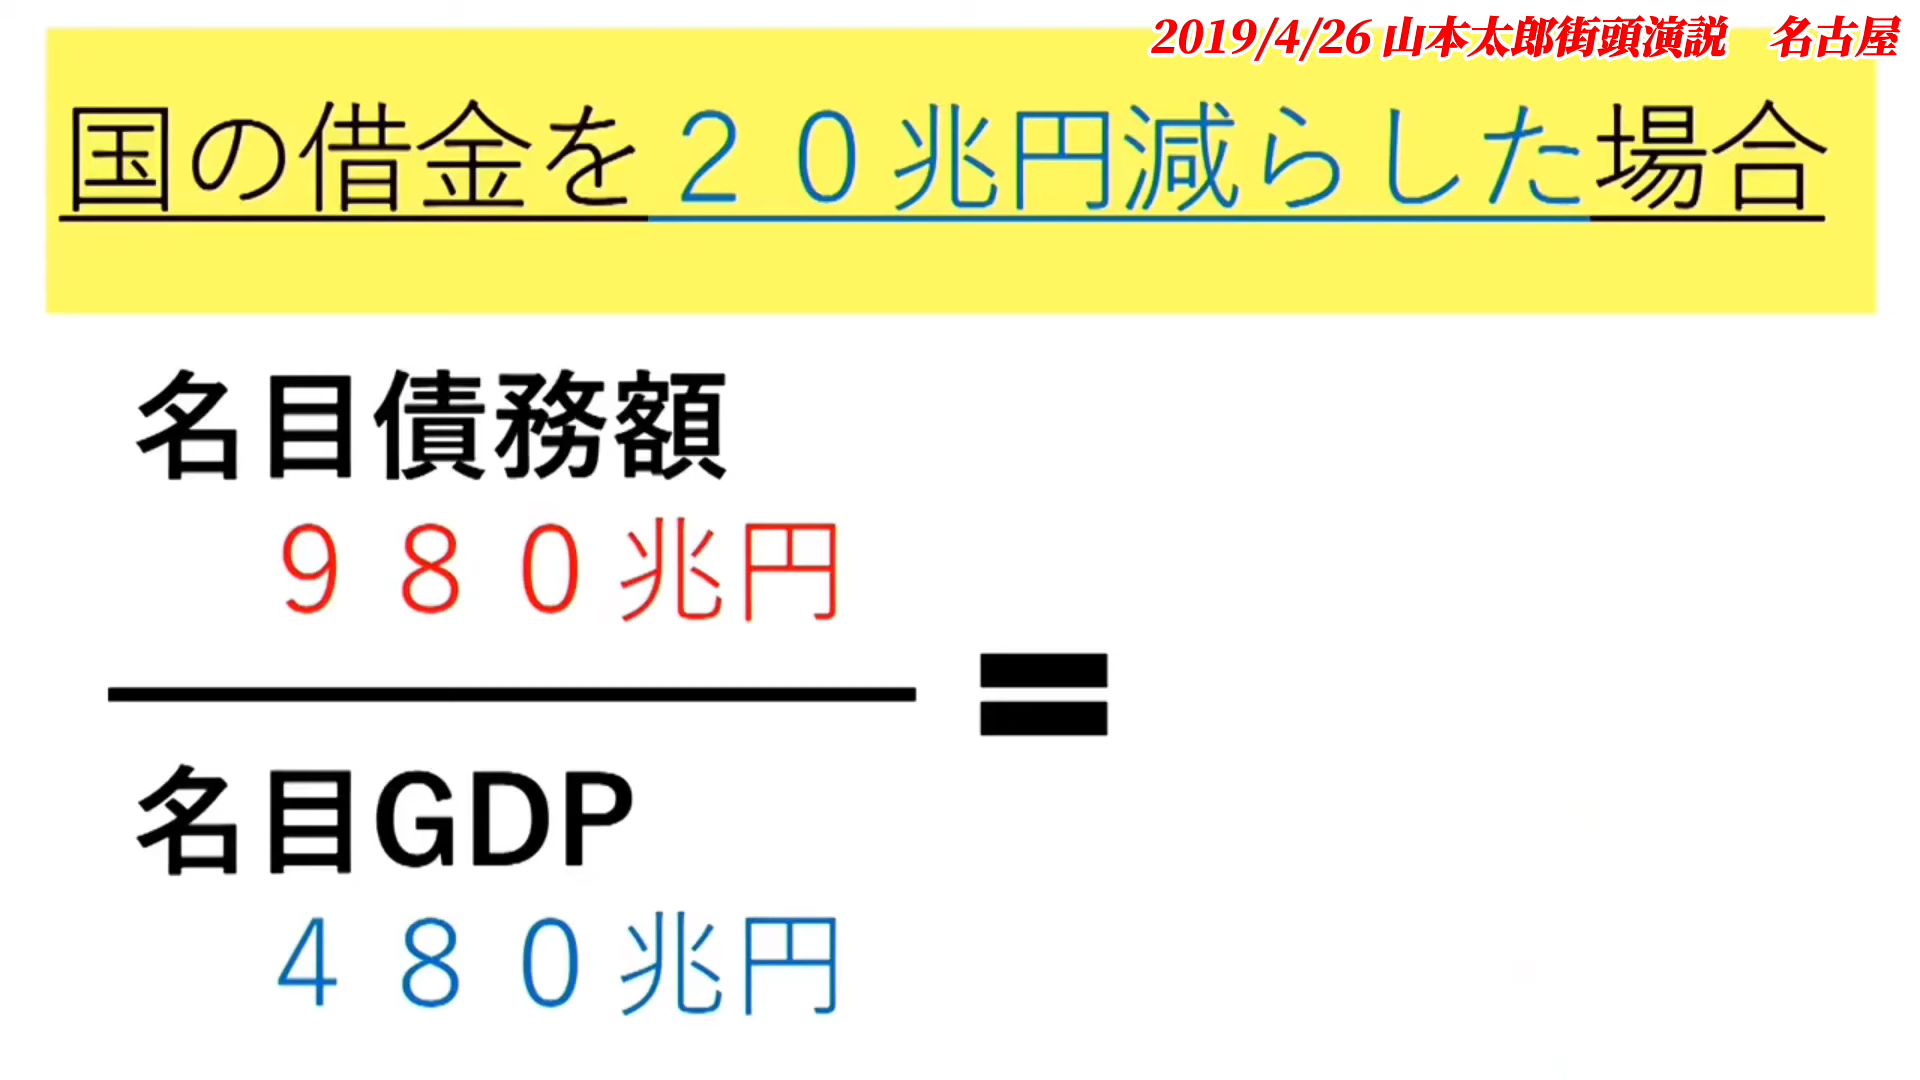 2019/4/26 山本太郎街頭演説　名古屋
国の借金を２０兆円減らした場合
名目債務額
９８０兆円
=
名目GDP
４８０兆円